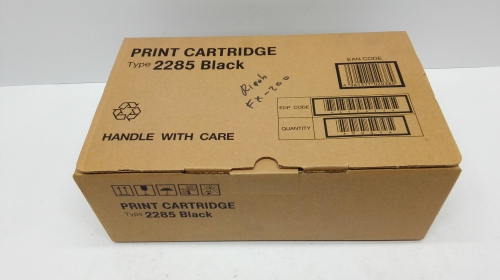 PRINT CARTRIDGE
Type 2285 Black
EAN CODE
Ricoh
FX-200
EDP CODE
QUANTITY
HANDLE WITH CARE
PRINT CARTRIDGE
Type 2285 Black